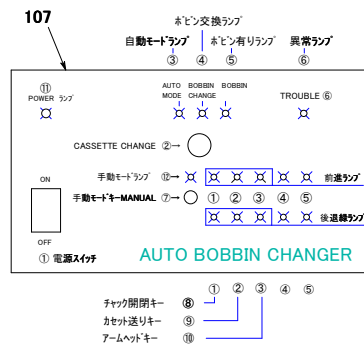 107
ボビン交換ランプ
自動モードランプ ボビン有りランプ 異常ランプ
③ ④ ⑤ ⑥
⑪
POWER ランプ
AUTO MODE
BOBBIN CHANGE
BOBBIN
TROUBLE ⑥
CASSETTE CHANGE ②→
手動モードランプ ⑫→
前進ランプ
手動モードキーMANUAL ⑦→
① ② ③ ④ ⑤
後退線ランプ
ON
OFF
① 電源スイッチ
AUTO BOBBIN CHANGER
① ② ③ ④ ⑤
チャック開閉キー ⑧
カセット送りキー ⑨
アームヘッドキー ⑩